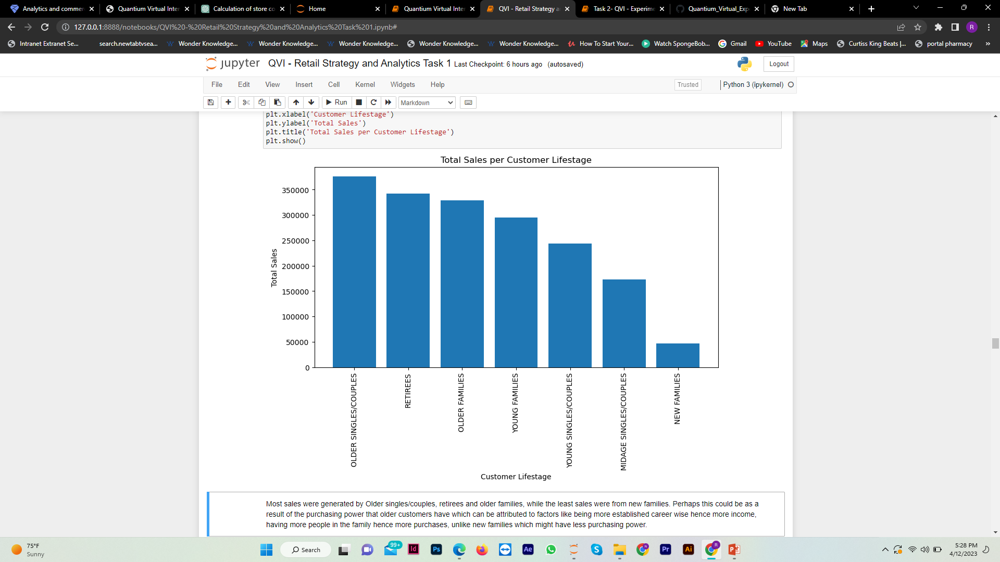 Analytics and commer
Quantium Virtual Inter
Calculation of store co
Home
Quantium Virtual Inter
QVI - Retail Strategy a
Task 2- QVI - Experime
Quantium_Virtual_Exp
New Tab
127.0.0.1:8888/notebooks/QVI%20-%20Retail%20Strategy%20and%20Analytics%20Task%201.ipynb#
R
Intranet Extranet Se...
search.newtabtvsea...
Wonder Knowledge...
Wonder Knowledge...
Wonder Knowledge...
Wonder Knowledge...
Wonder Knowledge...
How To Start Your...
Watch SpongeBob...
Gmail
YouTube
Maps
Curtiss King Beats |...
portal pharmacy
»
jupyter QVI - Retail Strategy and Analytics Task 1 Last Checkpoint: 6 hours ago (autosaved)
Logout
File Edit View Insert Cell Kernel Widgets Help
Trusted
Python 3 (ipykernel)
Run
Markdown
plt.xlabel('Customer Lifestage')
plt.ylabel('Total Sales')
plt.title('Total Sales per Customer Lifestage')
plt.show()
Total Sales per Customer Lifestage
350000
300000
250000
200000
150000
100000
50000
0
Total Sales
OLDER SINGLES/COUPLES
RETIREES
OLDER FAMILIES
YOUNG FAMILIES
YOUNG SINGLES/COUPLES
MIDAGE SINGLES/COUPLES
NEW FAMILIES
Customer Lifestage
Most sales were generated by Older singles/couples, retirees and older families, while the least sales were from new families. Perhaps this could be as a
result of the purchasing power that older customers have which can be attributed to factors like being more established career wise hence more income,
having more people in the family hence more purchases, unlike new families which might have less purchasing power.
75°F
Sunny
Search
99+
Id
Ps
Ae
S
N
Pr
Ai
R
P
5:28 PM
4/12/2023